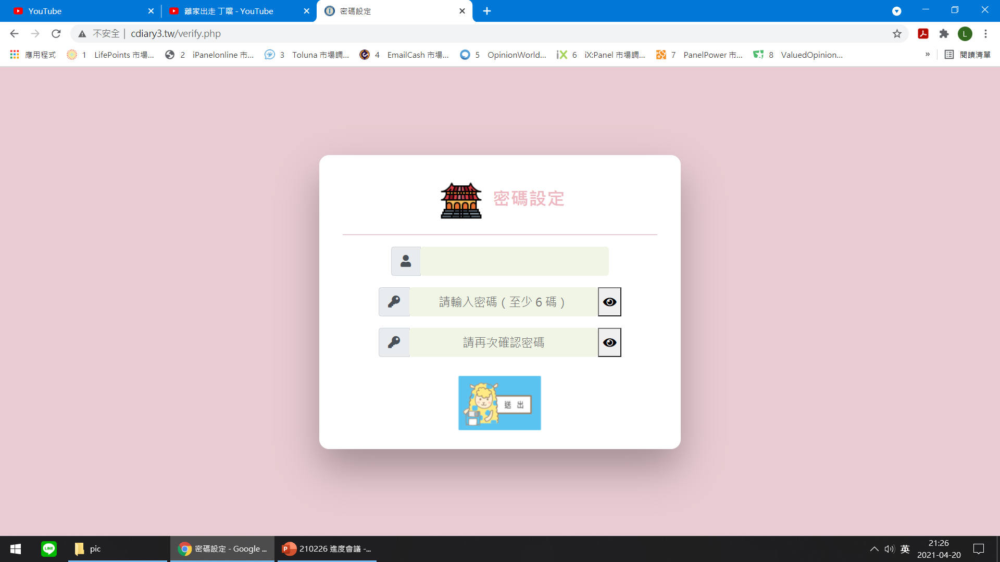 YouTube
離家出走 丁噹 - YouTube
密碼設定
不安全 | cdiary3.tw/verify.php
L
應用程式
1 LifePoints 市場...
2 iPanelonline 市...
3 Toluna 市場調...
4 EmailCash 市場...
5 OpinionWorld...
6 iX:Panel 市場調...
7 PanelPower 市...
8 ValuedOpinion...
»
閱讀清單
密碼設定
請輸入密碼（至少 6 碼）
請再次確認密碼
送 出
LINE
pic
密碼設定 - Google ...
210226 進度會議 -...
英
21:26
2021-04-20